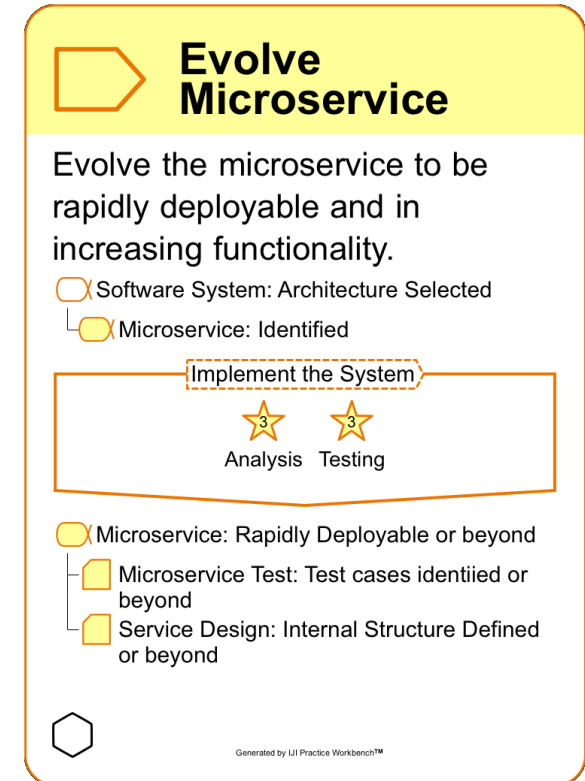 Evolve
Microservice
Evolve the microservice to be
rapidly deployable and in
increasing functionality.
Software System: Architecture Selected
Microservice: Identified
Implement the System
3 3
Analysis Testing
Microservice: Rapidly Deployable or beyond
Microservice Test: Test cases identiied or
beyond
Service Design: Internal Structure Defined
or beyond
Generated by IJI Practice Workbench™